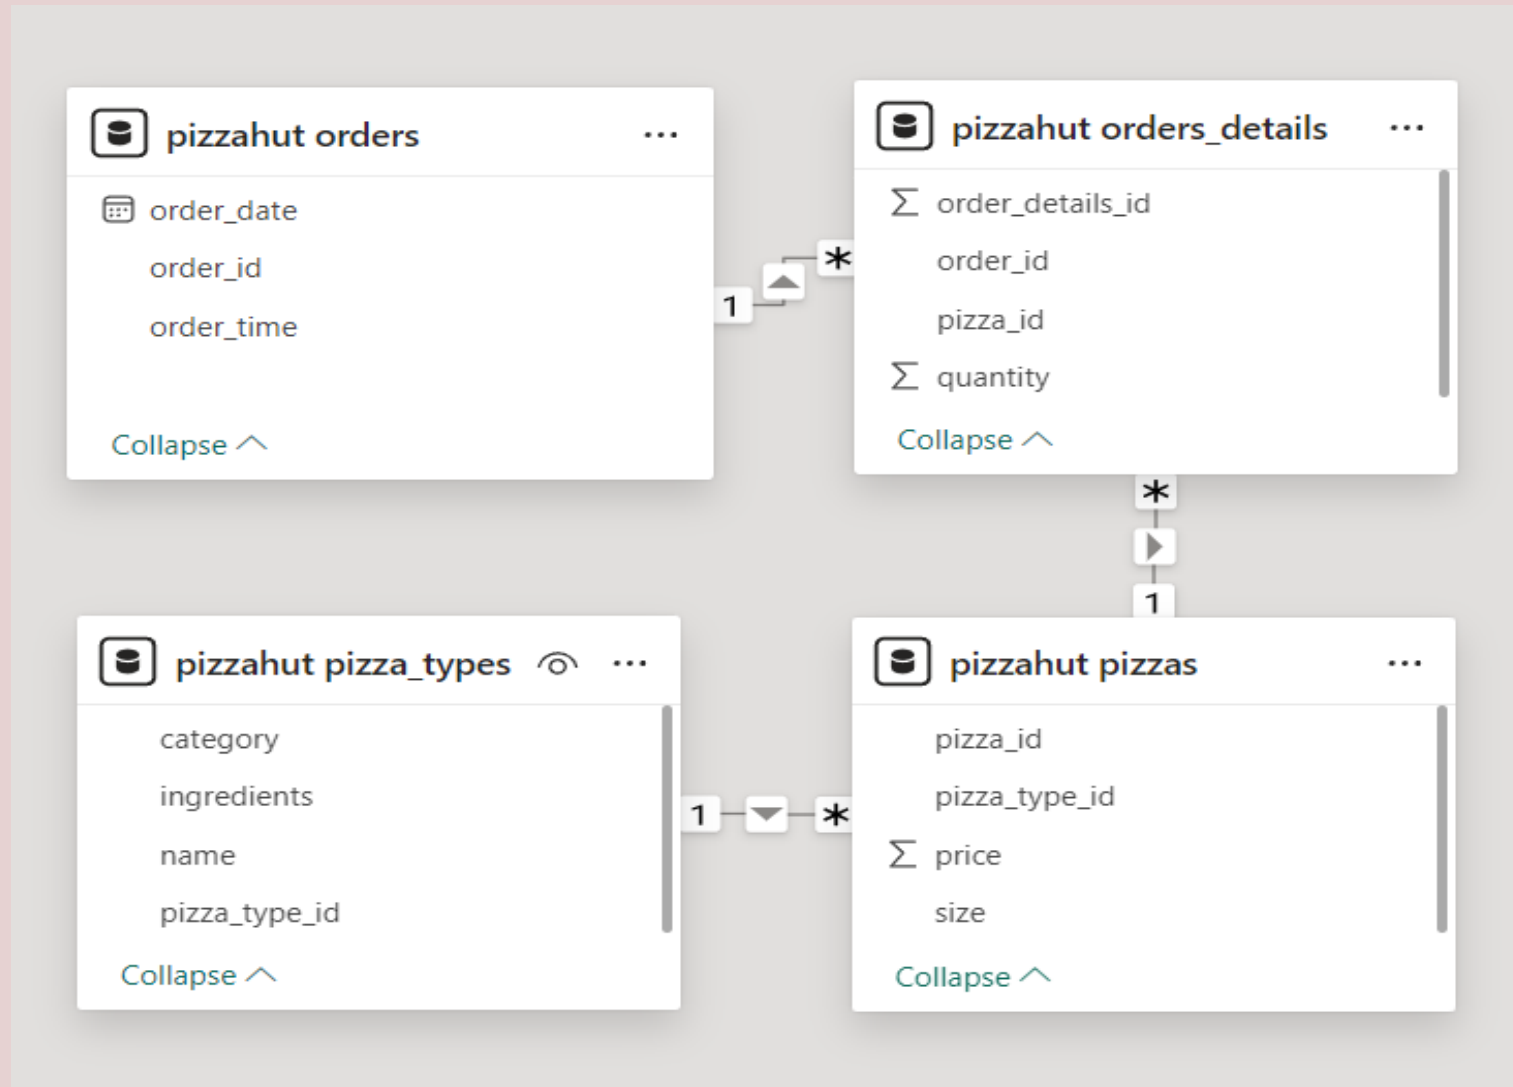 pizzahut orders
order_date
order_id
order_time
Collapse
1
*
pizzahut orders_details
Σ order_details_id
order_id
pizza_id
Σ quantity
Collapse
*
1
pizzahut pizza_types
category
ingredients
name
pizza_type_id
Collapse
1
*
pizzahut pizzas
pizza_id
pizza_type_id
Σ price
size
Collapse